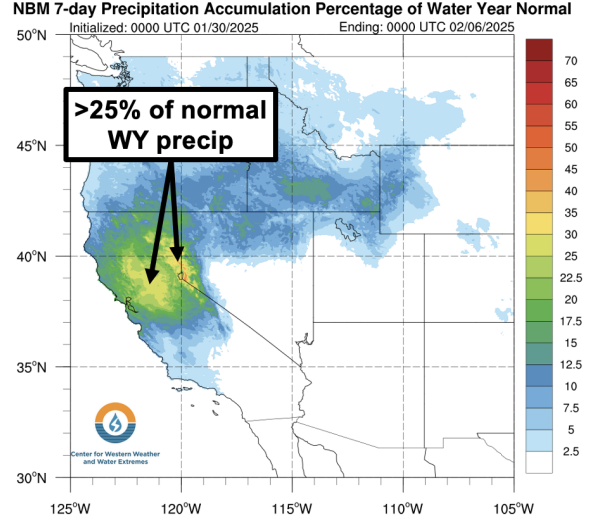 NBM 7-day Precipitation Accumulation Percentage of Water Year Normal
Initialized: 0000 UTC 01/30/2025 Ending: 0000 UTC 02/06/2025
50°N
>25% of normal
WY precip
45°N
40°N
35°N
30°N
Center for Western Weather
and Water Extremes
125°W 120°W 115°W 110°W 105°W
70
65
60
55
50
45
40
35
30
25
22.5
20
17.5
15
12.5
10
7.5
5
2.5